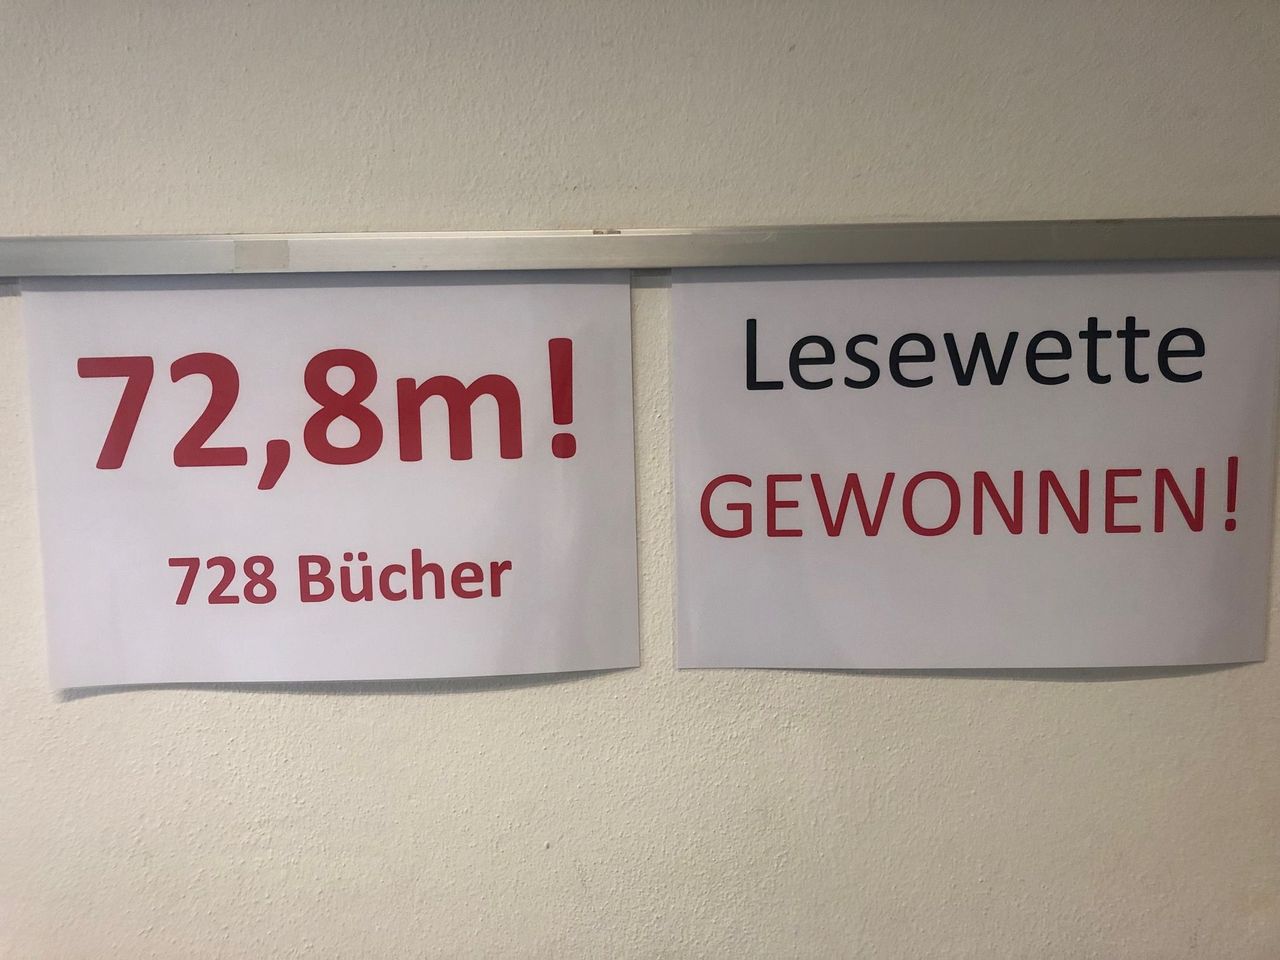 72,8m!
728 Bücher
Lesewette
GEWONNEN!